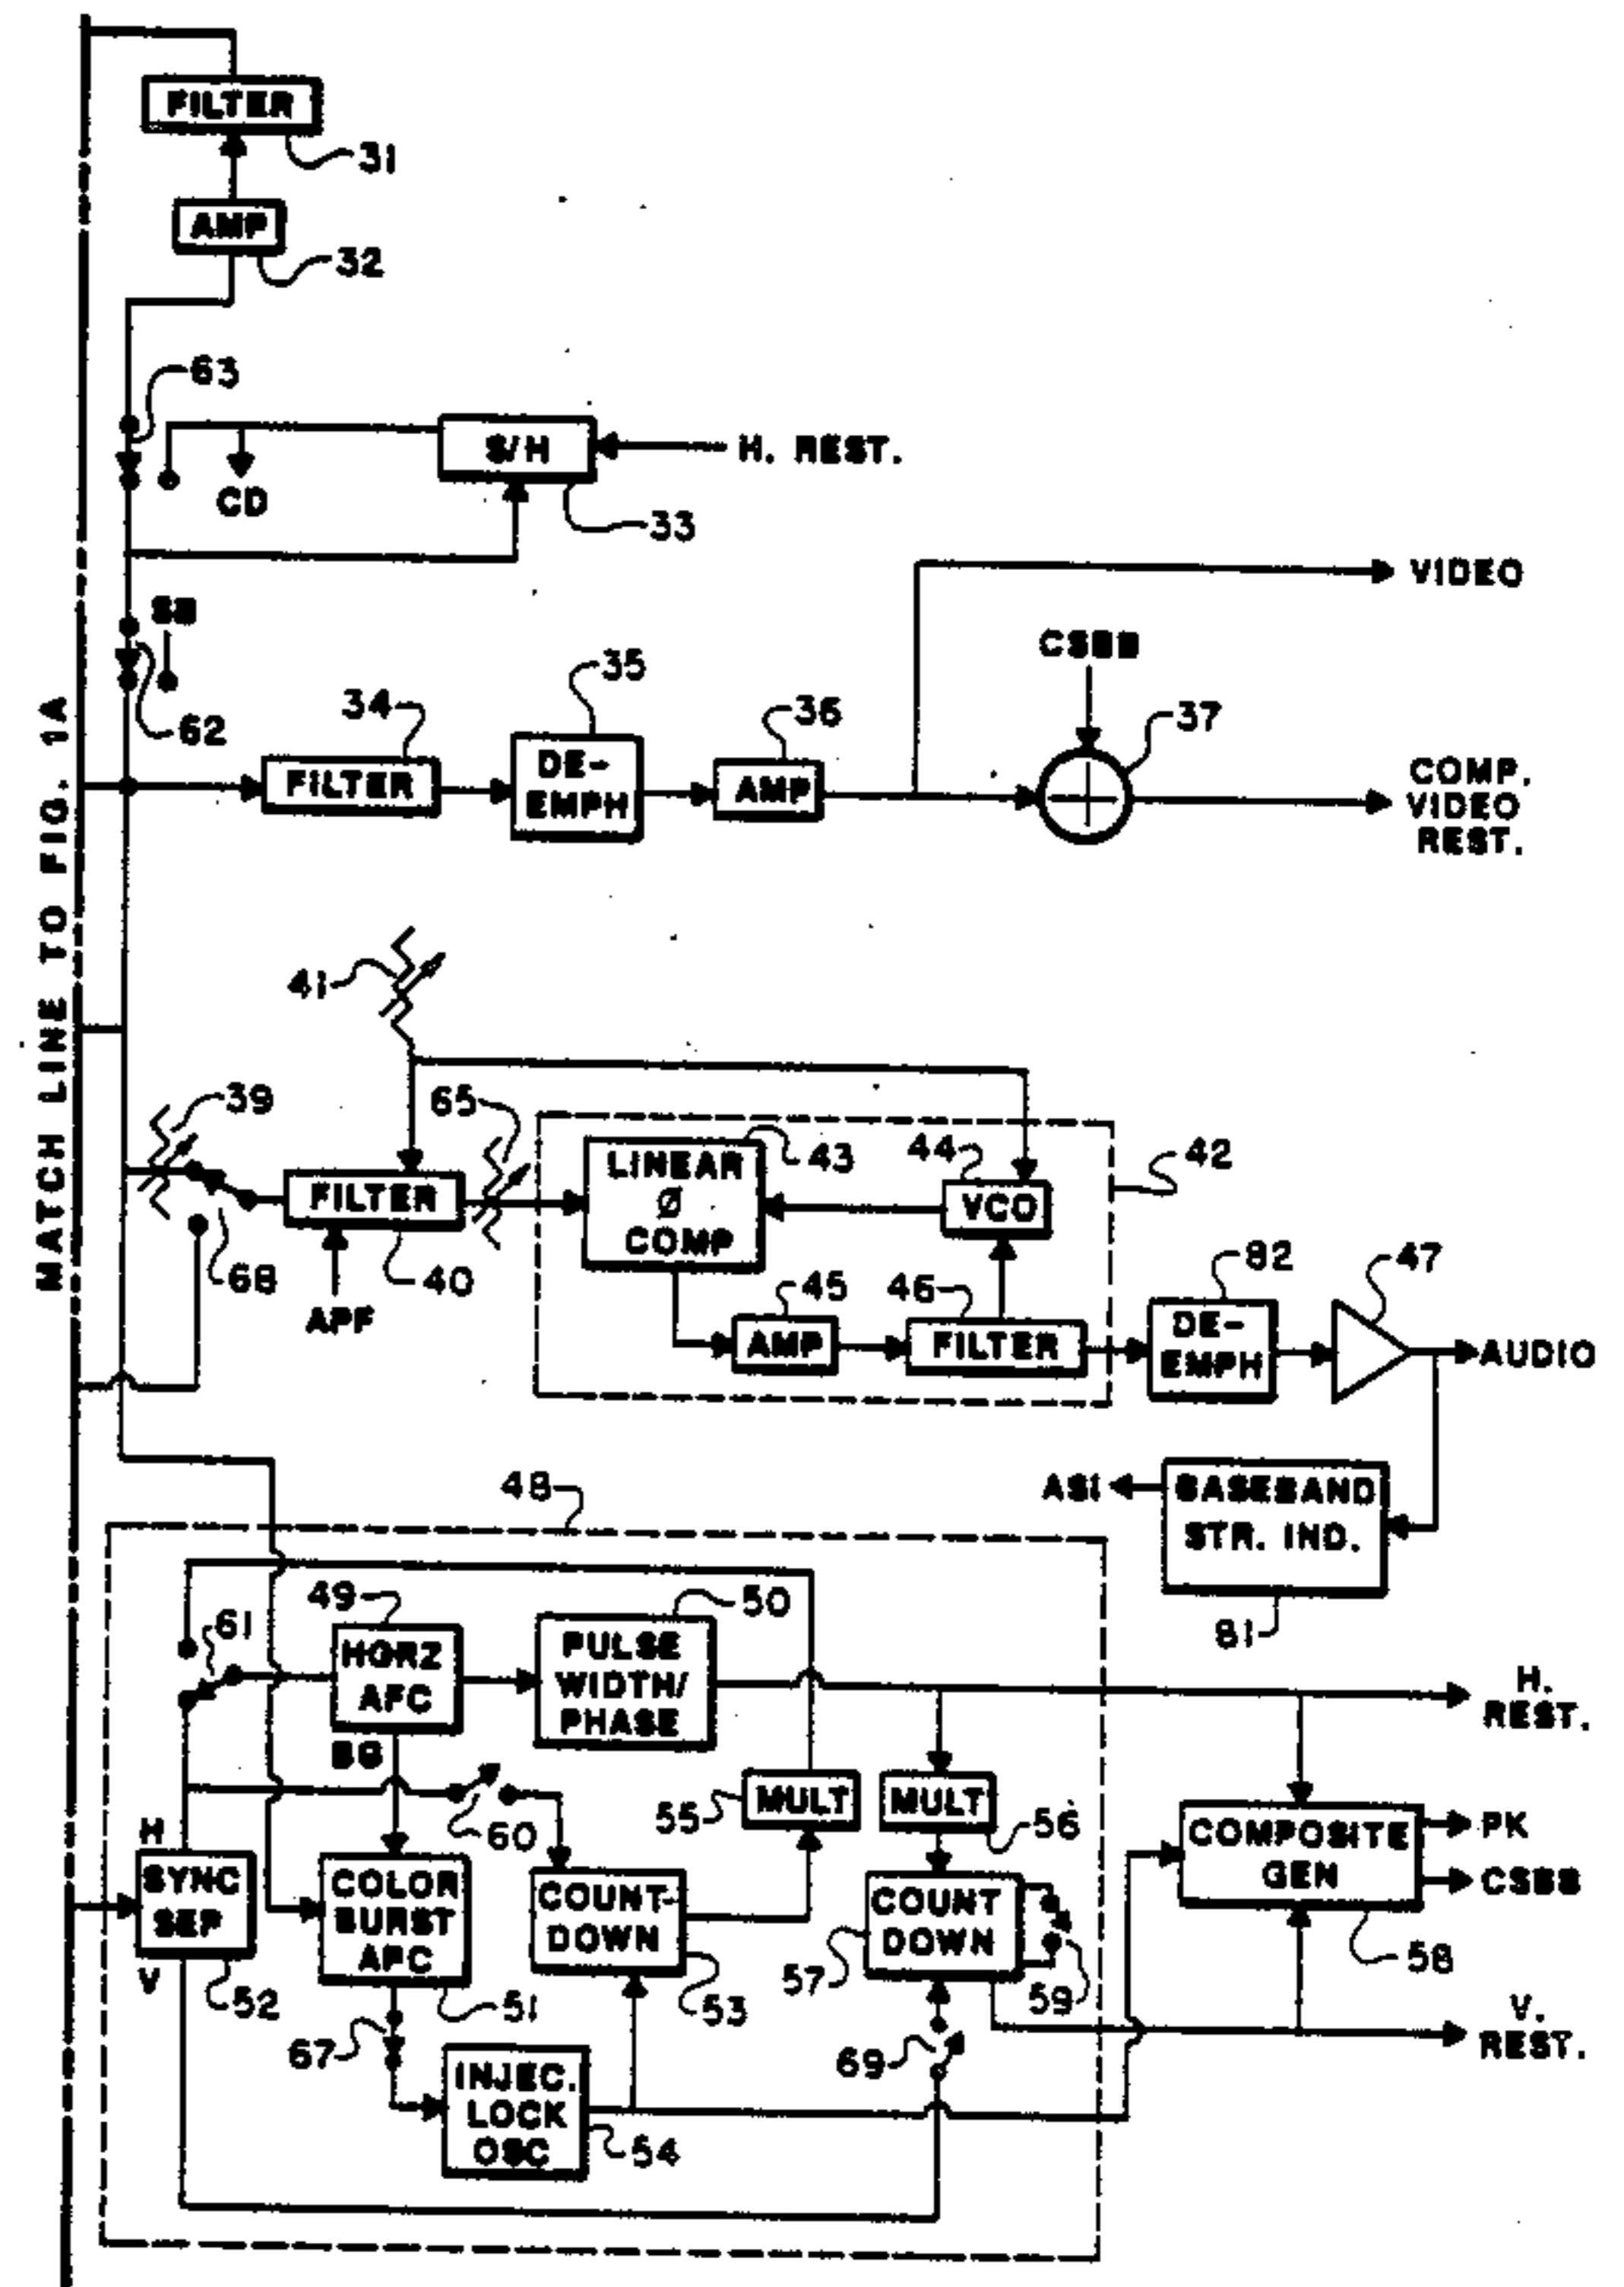 MATCH LINE TO FIG. 1A
FILTER
31
AMP
32
63
S/H
H. REST.
CD
33
VIDEO
SB
CSBB
35
34
36
37
62
FILTER
DE-
EMPH
AMP
COMP.
VIDEO
REST.
41
39
65
43
44
42
LINEAR
Ø
COMP
VCO
FILTER
68
40
APF
45
46
82
47
AMP
FILTER
DE-
EMPH
AUDIO
48
ASI
BASEBAND
STR. IND.
81
49
50
61
HORZ
AFC
PULSE
WIDTH/
PHASE
H.
REST.
BG
55
MULT
MULT
56
60
H
SYNC
SEP
V
52
COLOR
BURST
AFC
51
COUNT-
DOWN
53
COUNT
DOWN
57
59
COMPOSITE
GEN
PK
CSBB
58
67
69
V.
REST.
INJEC.
LOCK
OSC
54